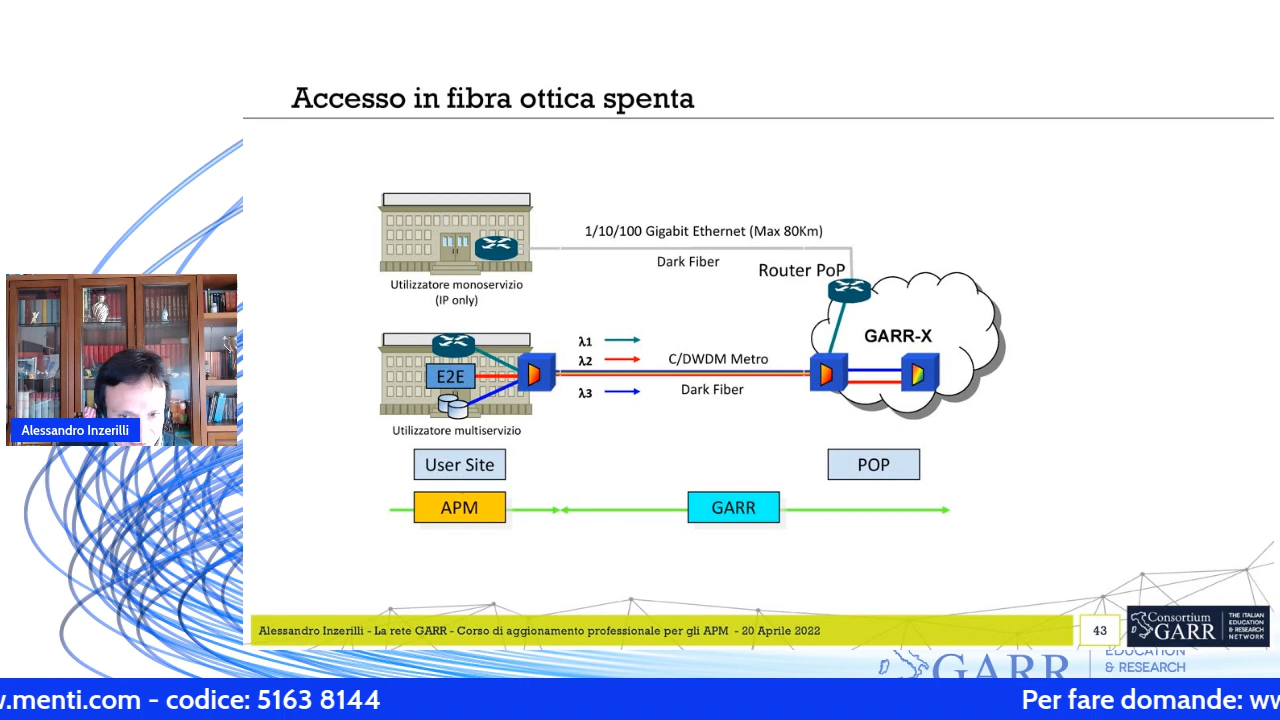 Accesso in fibra ottica spenta
1/10/100 Gigabit Ethernet (Max 80Km)
Dark Fiber
Router PoP
Utilizzatore monoservizio
(IP only)
GARR-X
λ1
λ2
C/DWDM Metro
E2E
Dark Fiber
λ3
Alessandro Inzerilli
Utilizzatore multiservizio
User Site
POP
APM
GARR
Alessandro Inzerilli - La rete GARR - Corso di aggionamento professionale per gli APM - 20 Aprile 2022
43
Consortium
GARR
THE ITALIAN
EDUCATION
& RESEARCH
NETWORK
GARR
EDUCATION
& RESEARCH
w.menti.com - codice: 5163 8144
Per fare domande: ww